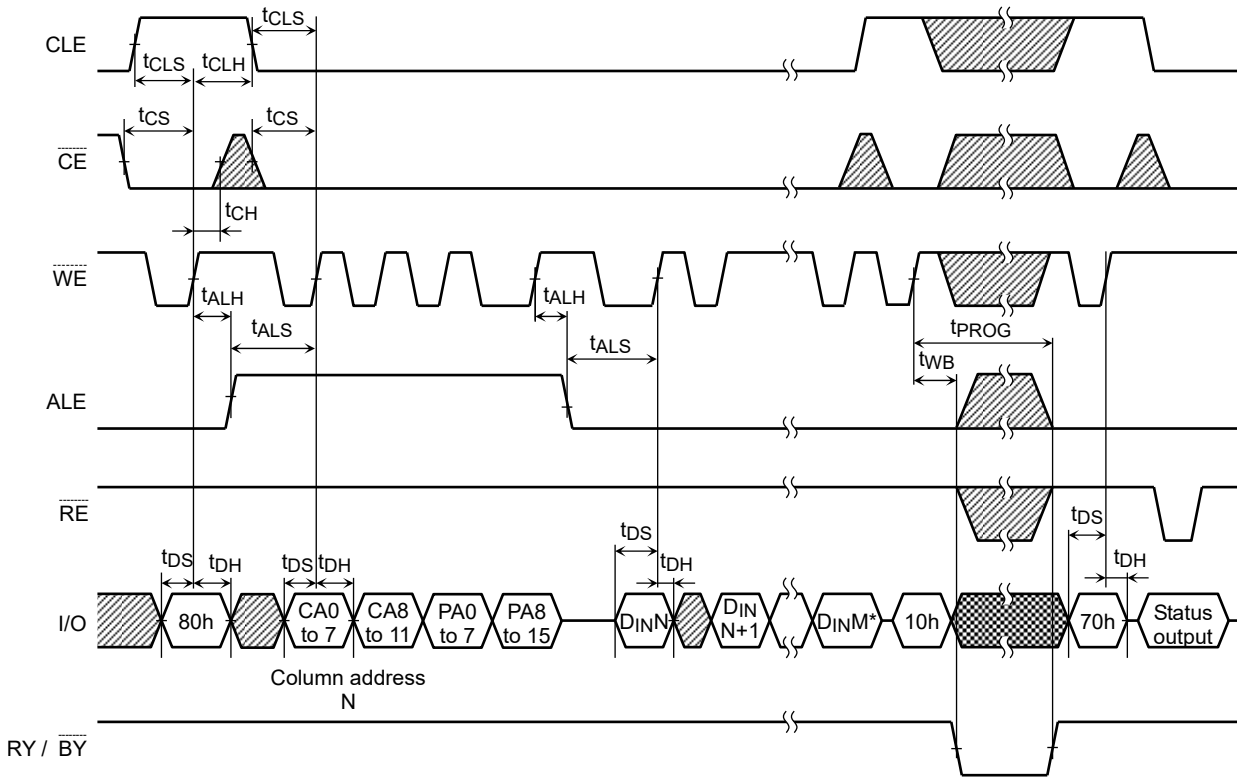 CLE
tCLS
tCLS tCLH
tCS tCS
CE
tCH
WE
tALH tALH
tALS tALS tPROG
tWB
ALE
RE
tDS tDS
tDS tDH tDS tDH tDH tDH
I/O 80h CA0 to 7 CA8 to 11 PA0 to 7 PA8 to 15 DINN DIN N+1 DINM* 10h 70h Status output
Column address
N
RY / BY